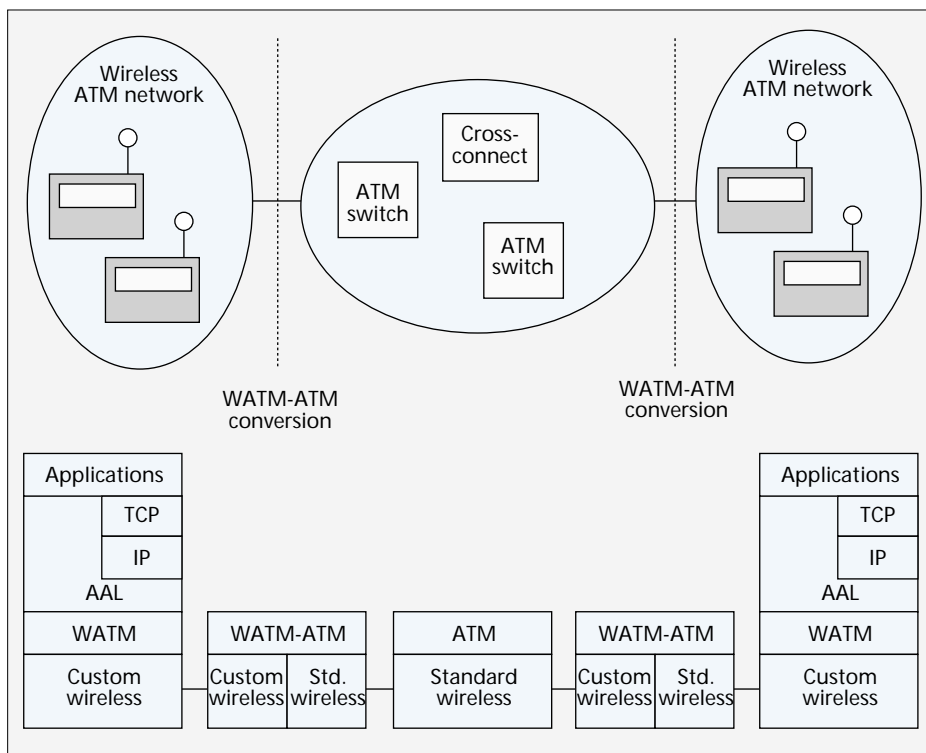 Wireless
ATM network
Wireless
ATM network
Cross-
connect
ATM
switch
ATM
switch
WATM-ATM
conversion
WATM-ATM
conversion
Applications
TCP
IP
AAL
WATM
Custom
wireless
WATM-ATM
Custom
wireless
Std.
wireless
ATM
Standard
wireless
WATM-ATM
Custom
wireless
Std.
wireless
Applications
TCP
IP
AAL
WATM
Custom
wireless